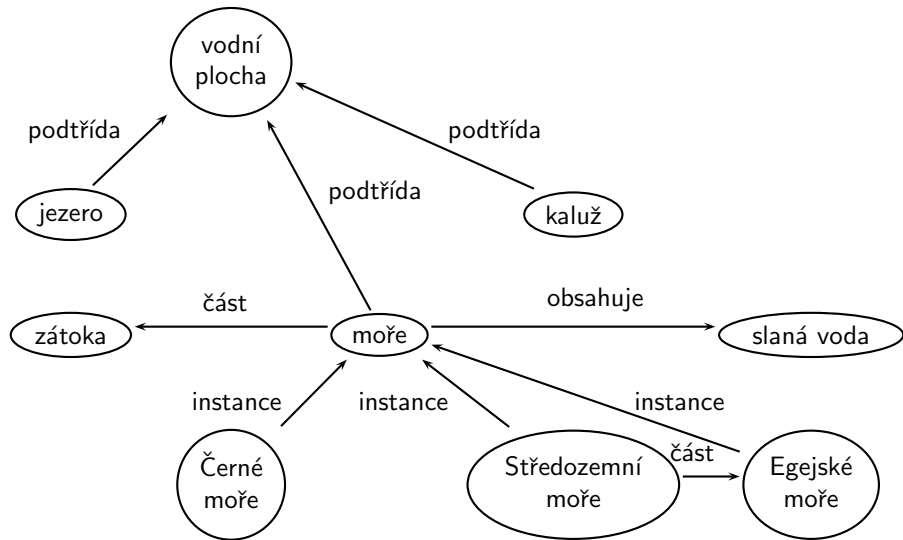 vodní
plocha
podtřída
podtřída
podtřída
jezero
kaluž
část
obsahuje
zátoka
moře
slaná voda
instance
instance
instance
Černé
moře
Středozemní
moře
část
Egejské
moře